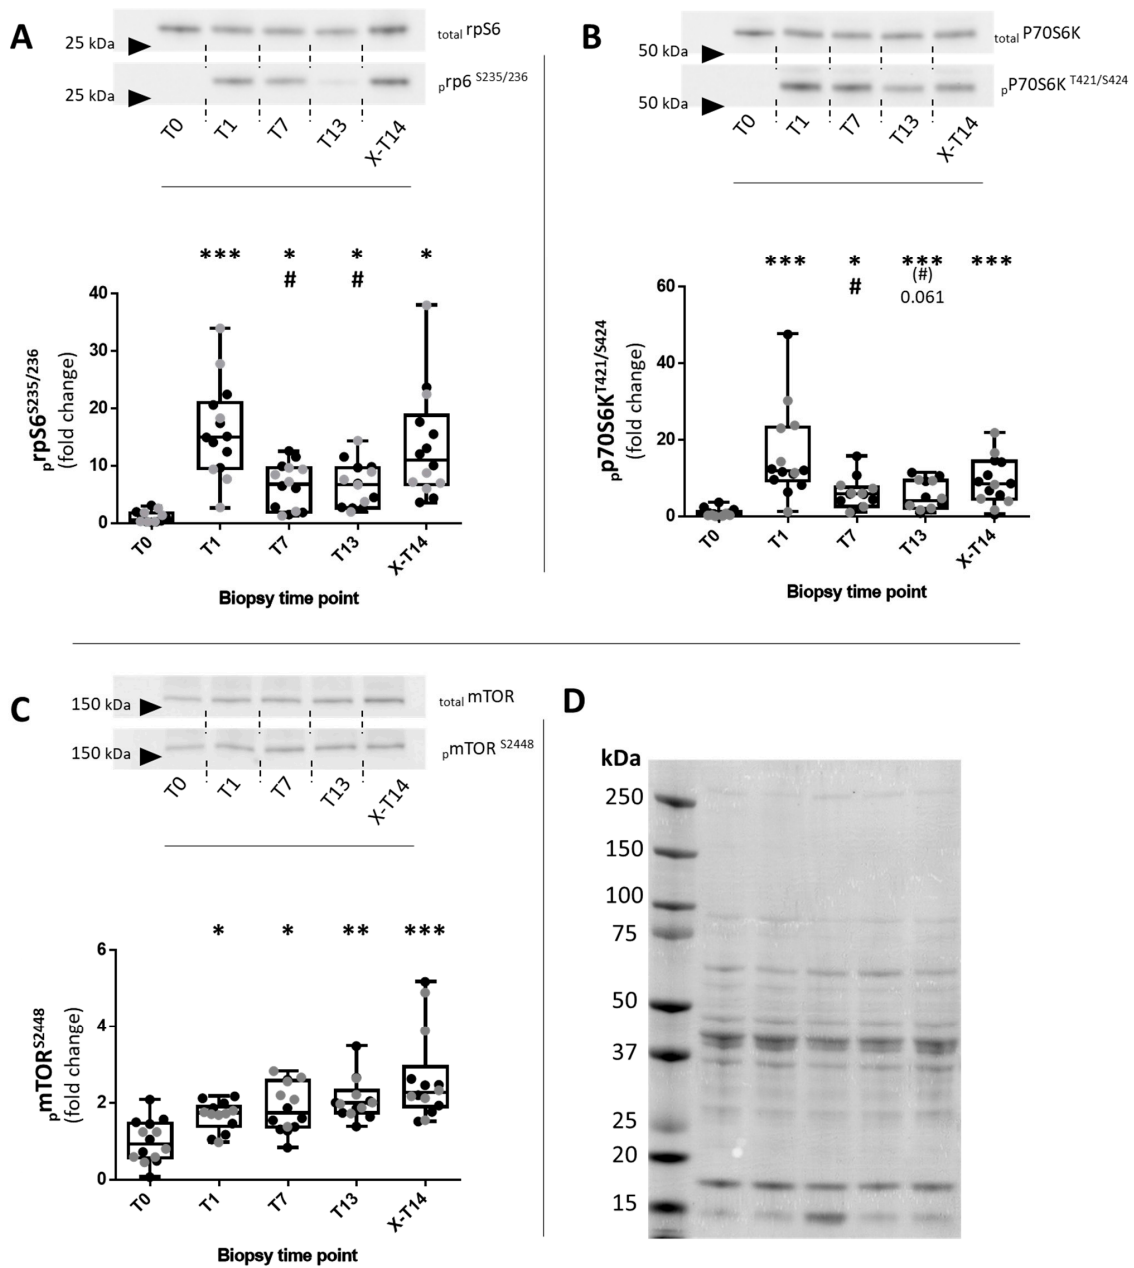 A
total rpS6
25 kDa
prp6 S235/236
25 kDa
T0 T1 T7 T13 X-T14
*** * * *
# #
prpS6S235/236
(fold change)
40
30
20
10
0
T0 T1 T7 T13 X-T14
Biopsy time point
B
total P70S6K
50 kDa
pP70S6K T421/S424
50 kDa
T0 T1 T7 T13 X-T14
*** * *** ***
# (#)
0.061
pp70S6KT421/S424
(fold change)
60
40
20
0
T0 T1 T7 T13 X-T14
Biopsy time point
C
total mTOR
150 kDa
pmTOR S2448
150 kDa
T0 T1 T7 T13 X-T14
* * ** ***
pmTORS2448
(fold change)
6
4
2
0
T0 T1 T7 T13 X-T14
Biopsy time point
D
kDa
250
150
100
75
50
37
25
20
15